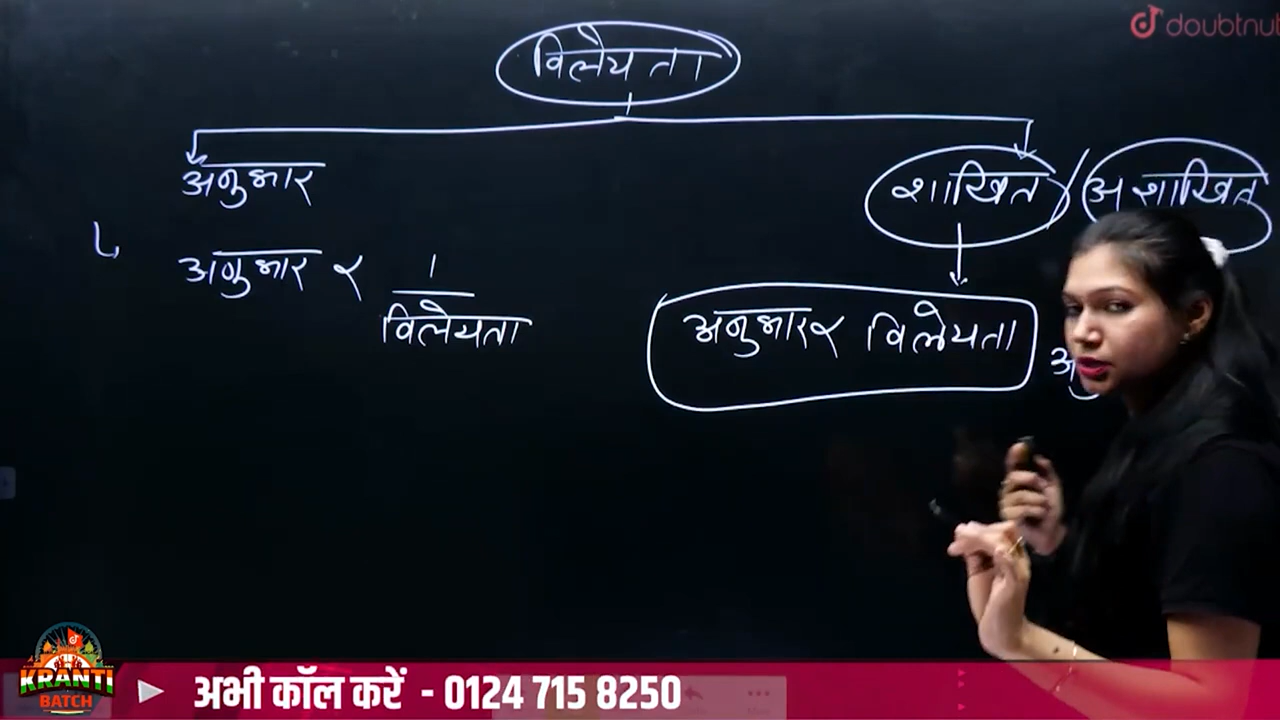 doubtnut
विलेयता
अनुभार
शाखित / अशाखित
अनुभार ∝ 1/विलेयता
अनुभार ∝ विलेयता
अ
KRANTI
BATCH
अभी कॉल करें - 0124 715 8250